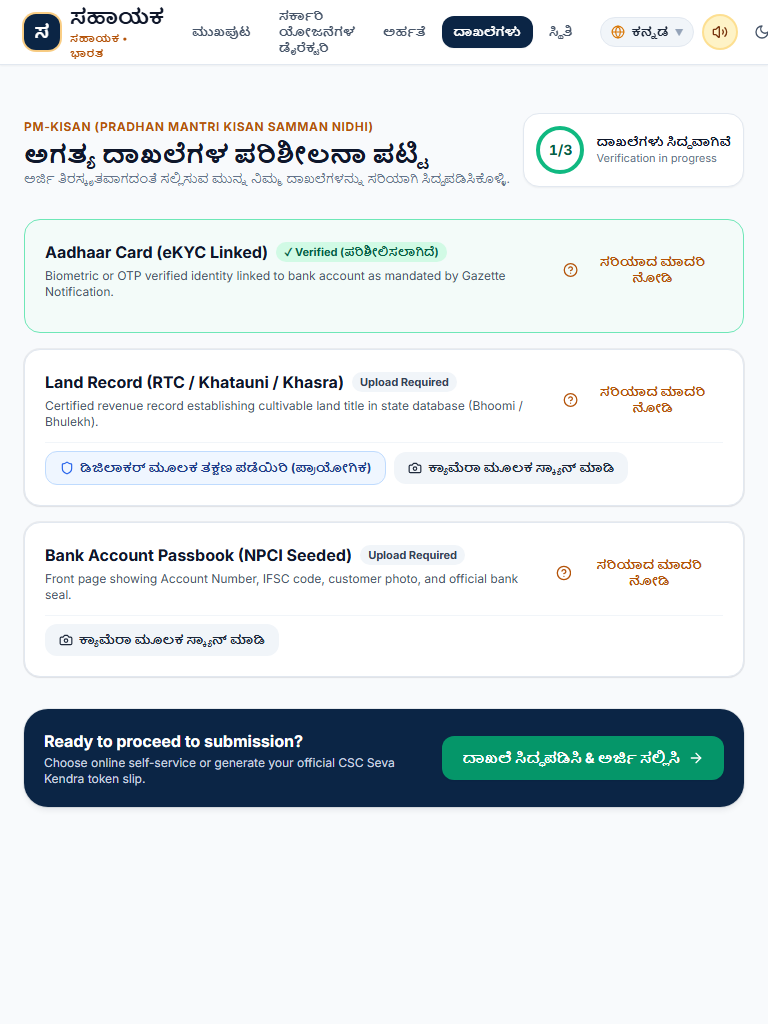 ಸ
ಸಹಾಯಕ
ಸಹಾಯಕ •
ಭಾರತ
ಮುಖಪುಟ
ಸರ್ಕಾರಿ
ಯೋಜನೆಗಳ
ಡೈರೆಕ್ಟರಿ
ಅರ್ಹತೆ
ದಾಖಲೆಗಳು
ಸ್ಥಿತಿ
ಕನ್ನಡ ▼
PM-KISAN (PRADHAN MANTRI KISAN SAMMAN NIDHI)
ಅಗತ್ಯ ದಾಖಲೆಗಳ ಪರಿಶೀಲನಾ ಪಟ್ಟಿ
ಅರ್ಜಿ ತಿರಸ್ಕೃತವಾಗದಂತೆ ಸಲ್ಲಿಸುವ ಮುನ್ನ ನಿಮ್ಮ ದಾಖಲೆಗಳನ್ನು ಸರಿಯಾಗಿ ಸಿದ್ಧಪಡಿಸಿಕೊಳ್ಳಿ.
1/3
ದಾಖಲೆಗಳು ಸಿದ್ಧವಾಗಿವೆ
Verification in progress
Aadhaar Card (eKYC Linked)
✓ Verified (ಪರಿಶೀಲಿಸಲಾಗಿದೆ)
Biometric or OTP verified identity linked to bank account as mandated by Gazette
Notification.
ಸರಿಯಾದ ಮಾದರಿ
ನೋಡಿ
Land Record (RTC / Khatauni / Khasra)
Upload Required
Certified revenue record establishing cultivable land title in state database (Bhoomi /
Bhulekh).
ಸರಿಯಾದ ಮಾದರಿ
ನೋಡಿ
ಡಿಜಿಲಾಕರ್ ಮೂಲಕ ತಕ್ಷಣ ಪಡೆಯಿರಿ (ಪ್ರಾಯೋಗಿಕ)
ಕ್ಯಾಮೆರಾ ಮೂಲಕ ಸ್ಕ್ಯಾನ್ ಮಾಡಿ
Bank Account Passbook (NPCI Seeded)
Upload Required
Front page showing Account Number, IFSC code, customer photo, and official bank
seal.
ಸರಿಯಾದ ಮಾದರಿ
ನೋಡಿ
ಕ್ಯಾಮೆರಾ ಮೂಲಕ ಸ್ಕ್ಯಾನ್ ಮಾಡಿ
Ready to proceed to submission?
Choose online self-service or generate your official CSC Seva
Kendra token slip.
ದಾಖಲೆ ಸಿದ್ಧಪಡಿಸಿ & ಅರ್ಜಿ ಸಲ್ಲಿಸಿ →